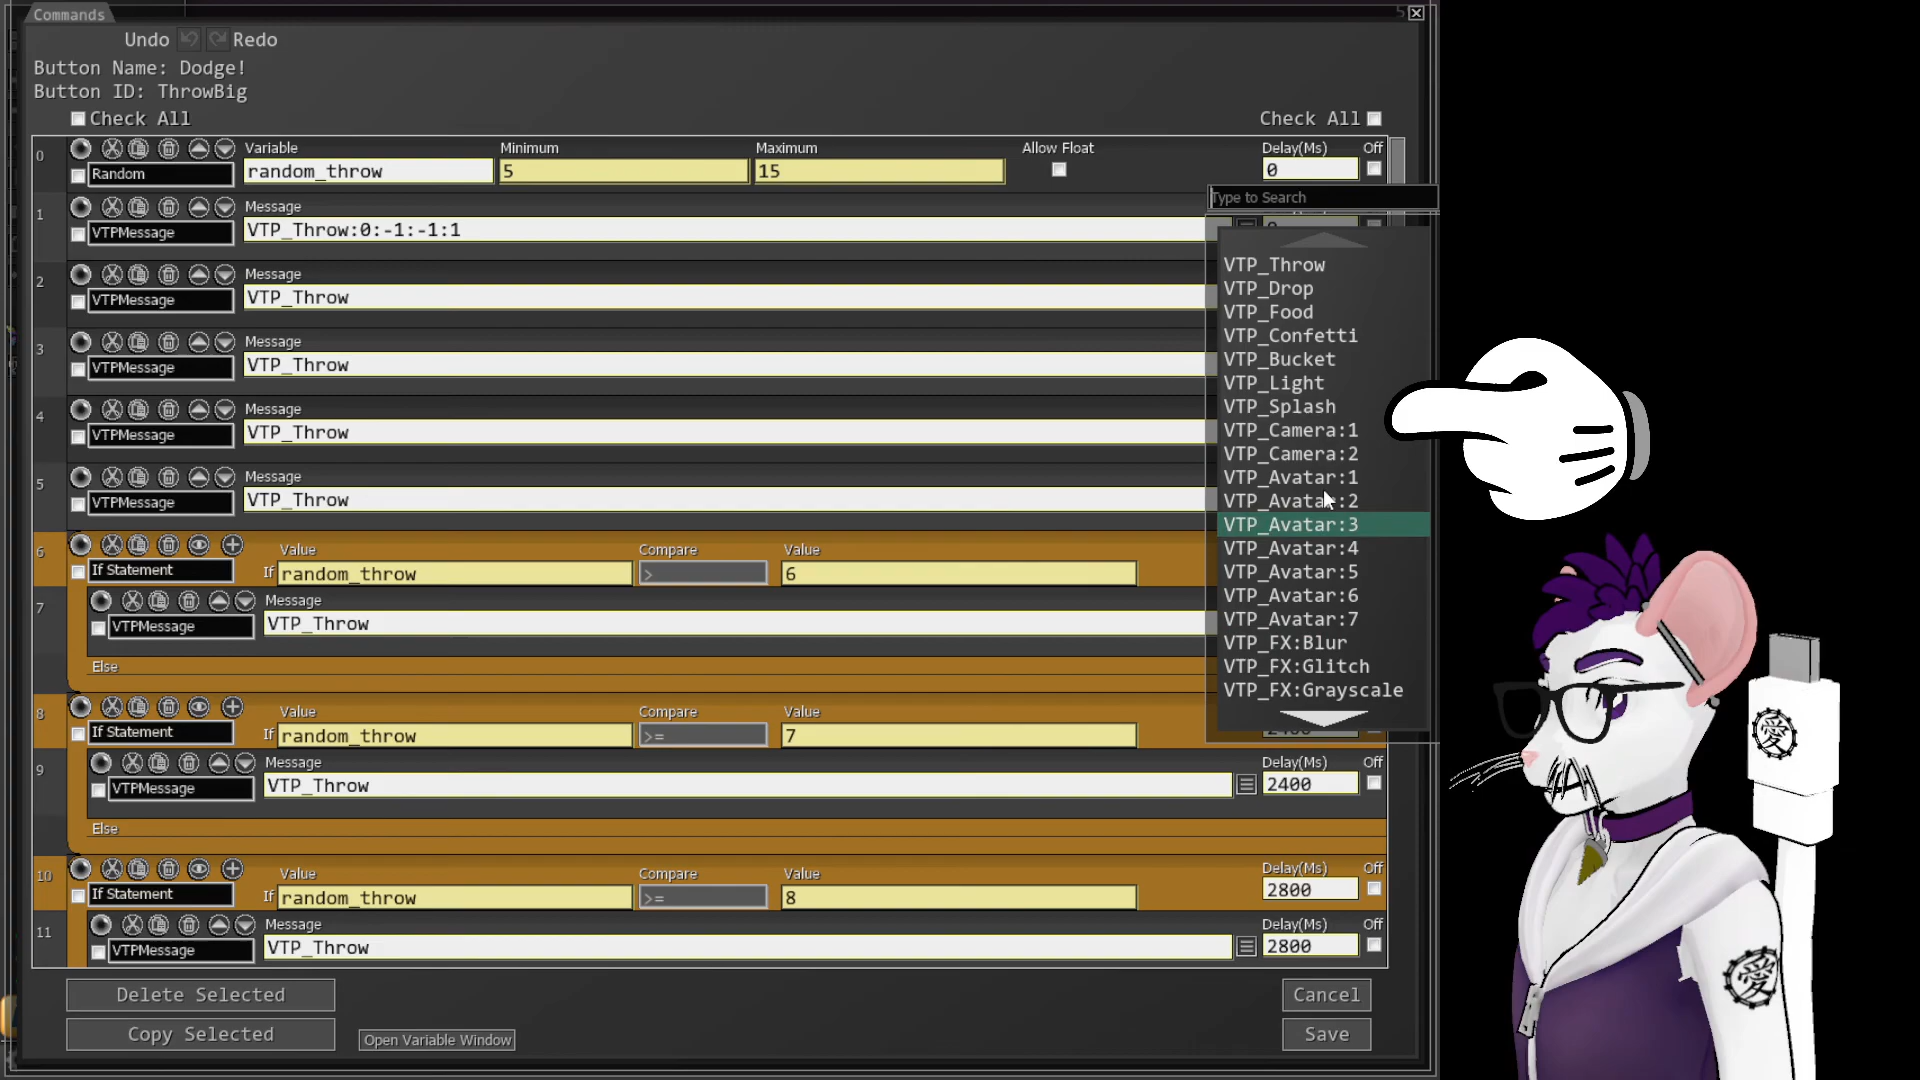 Commands
Undo Redo
Button Name: Dodge!
Button ID: ThrowBig
Check All
Check All
0
Variable Minimum Maximum Allow Float Delay(Ms) Off
Random random_throw 5 15 0
Type to Search
1
Message
VTPMessage VTP_Throw:0:-1:-1:1
VTP_Throw
VTP_Drop
VTP_Food
VTP_Confetti
VTP_Bucket
VTP_Light
VTP_Splash
VTP_Camera:1
VTP_Camera:2
VTP_Avatar:1
VTP_Avatar:2
VTP_Avatar:3
VTP_Avatar:4
VTP_Avatar:5
VTP_Avatar:6
VTP_Avatar:7
VTP_FX:Blur
VTP_FX:Glitch
VTP_FX:Grayscale
2
Message
VTPMessage VTP_Throw
3
Message
VTPMessage VTP_Throw
4
Message
VTPMessage VTP_Throw
5
Message
VTPMessage VTP_Throw
6
Value Compare Value
If Statement If random_throw > 6
7
Message
VTPMessage VTP_Throw
Else
8
Value Compare Value
If Statement If random_throw >= 7
9
Message Delay(Ms) Off
VTPMessage VTP_Throw 2400
Else
10
Value Compare Value Delay(Ms) Off
If Statement If random_throw >= 8 2800
11
Message Delay(Ms) Off
VTPMessage VTP_Throw 2800
Delete Selected
Cancel
Copy Selected
Open Variable Window
Save
愛
愛